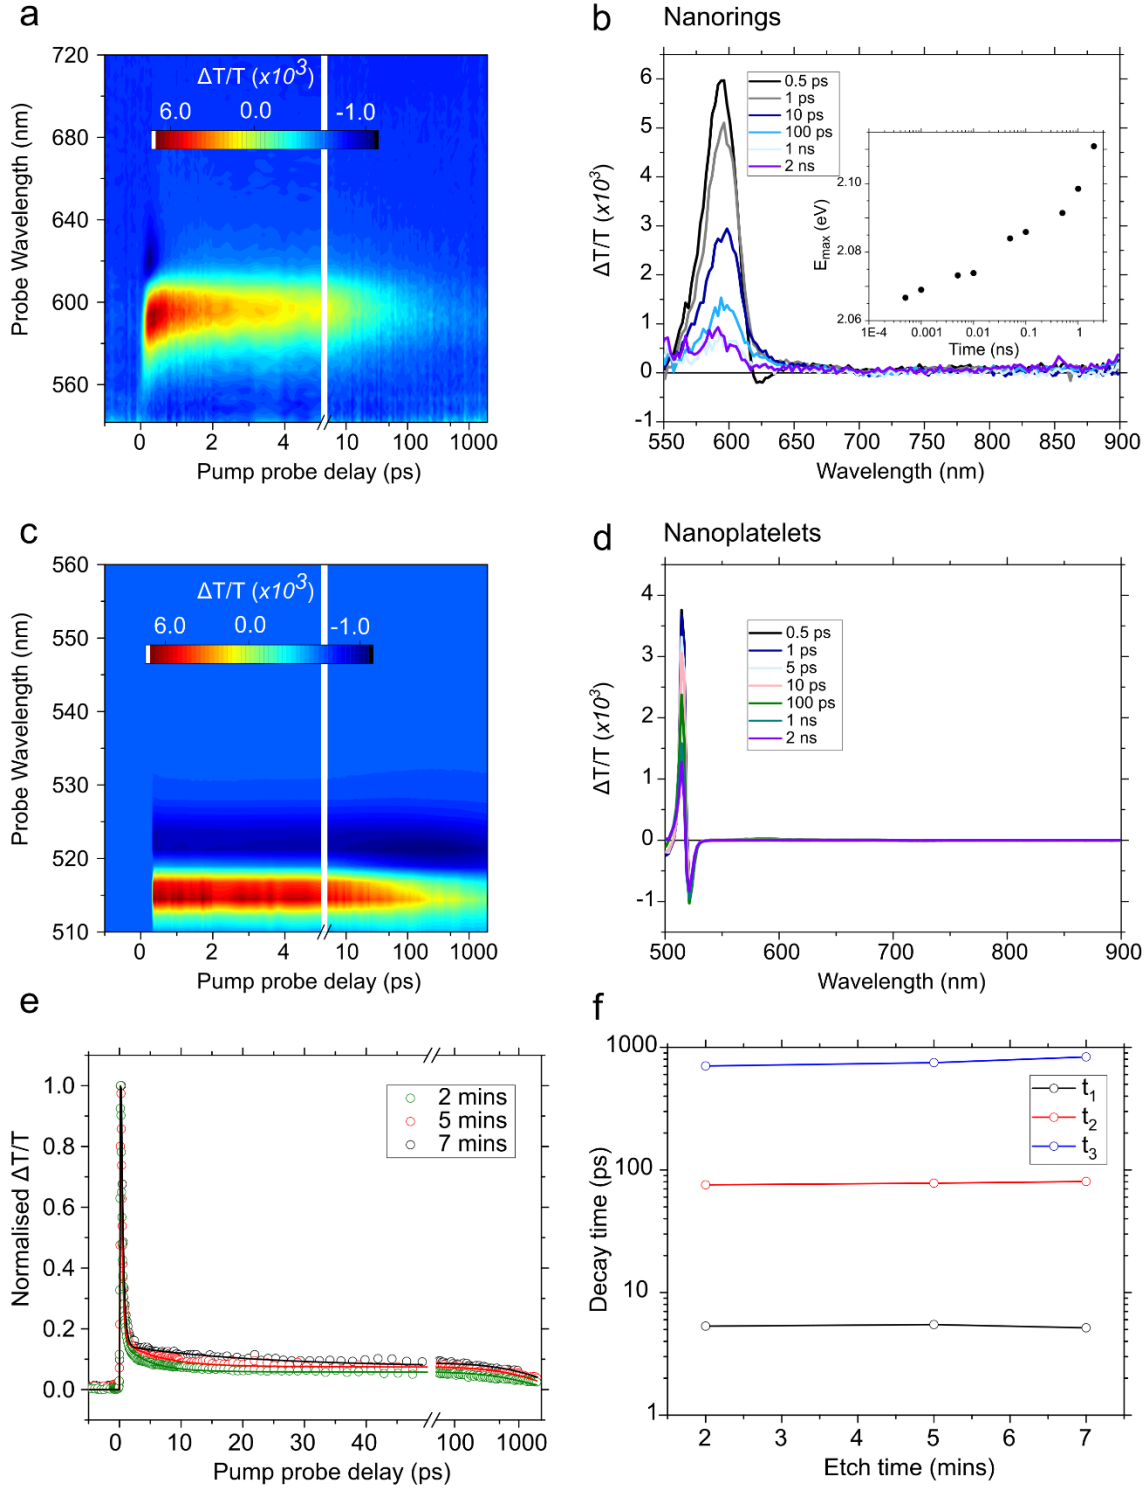 a
ΔT/T (x10³)
6.0 0.0 -1.0
720
680
640
600
560
Probe Wavelength (nm)
0 2 4 10 100 1000
Pump probe delay (ps)
b Nanorings
0.5 ps
1 ps
10 ps
100 ps
1 ns
2 ns
6
5
4
3
2
1
0
-1
ΔT/T (x10³)
550 600 650 700 750 800 850 900
Wavelength (nm)
2.10
2.08
2.06
Emax (eV)
1E-4 0.001 0.01 0.1 1
Time (ns)
c
ΔT/T (x10³)
6.0 0.0 -1.0
560
550
540
530
520
510
Probe Wavelength (nm)
0 2 4 10 100 1000
Pump probe delay (ps)
d Nanoplatelets
0.5 ps
1 ps
5 ps
10 ps
100 ps
1 ns
2 ns
4
3
2
1
0
-1
ΔT/T (x10³)
500 600 700 800 900
Wavelength (nm)
e
2 mins
5 mins
7 mins
1.0
0.8
0.6
0.4
0.2
0.0
Normalised ΔT/T
0 10 20 30 40 100 1000
Pump probe delay (ps)
f
t₁
t₂
t₃
1000
100
10
1
Decay time (ps)
2 3 4 5 6 7
Etch time (mins)